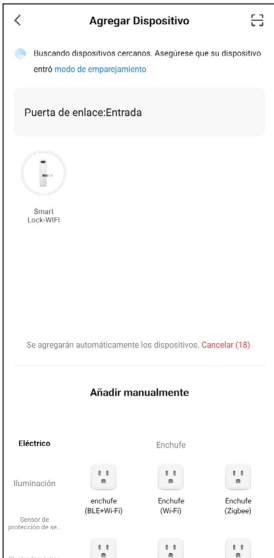 Agregar Dispositivo
Buscando dispositivos cercanos. Asegúrese que su dispositivo
entró modo de emparejamiento
Puerta de enlace:Entrada
Smart
Lock-WIFI
Se agregarán automáticamente los dispositivos. Cancelar (18)
Añadir manualmente
Eléctrico
Enchufe
Iluminación
enchufe
(BLE+Wi-Fi)
Enchufe
(Wi-Fi)
Enchufe
(Zigbee)
Sensor de
protección de se...